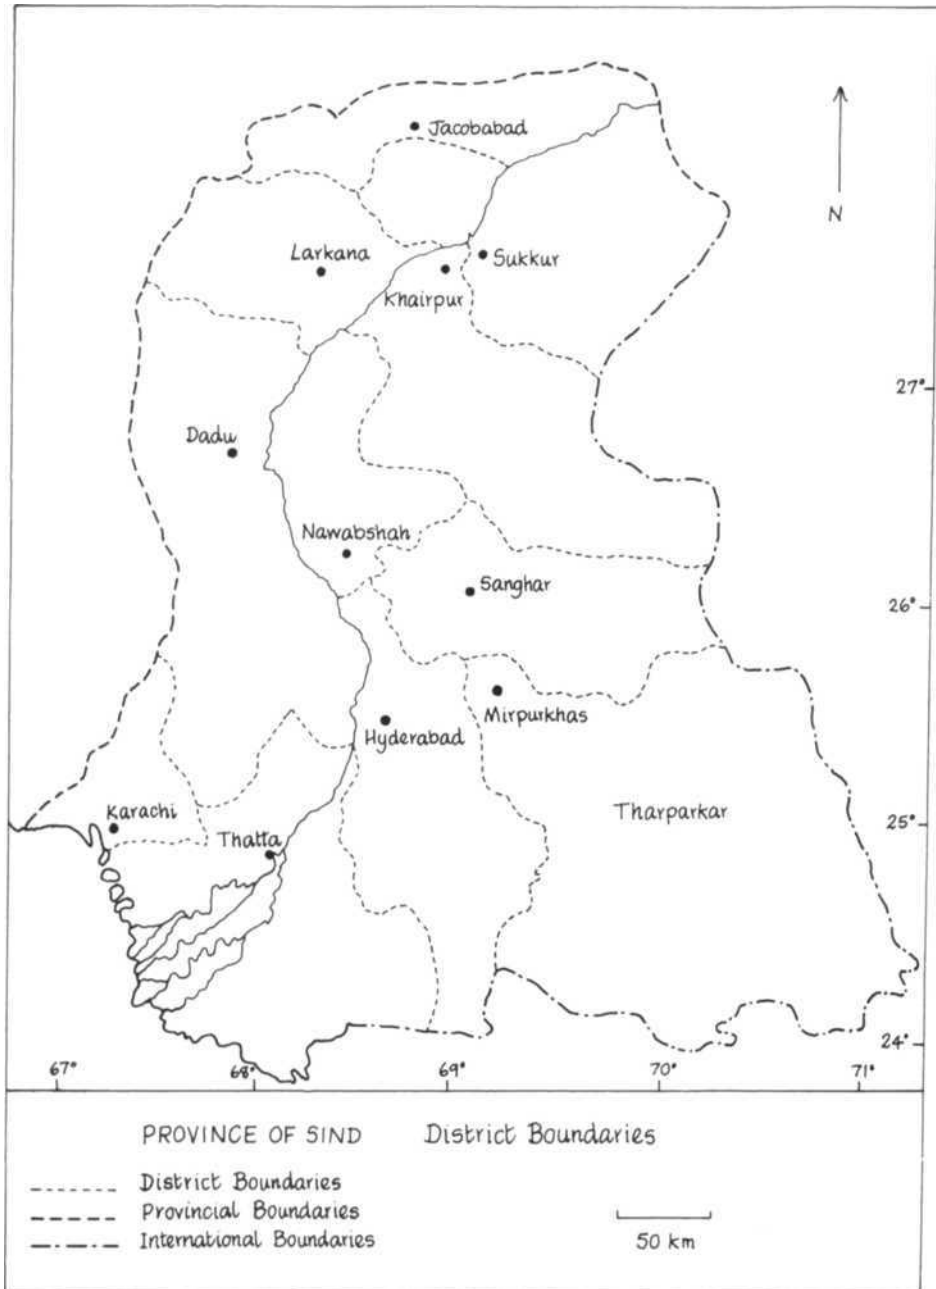 Jacobabad
N
Larkana
Sukkur
Khairpur
27°
Dadu
Nawabshah
Sanghar
26°
Mirpurkhas
Hyderabad
Karachi
Tharparkar
25°
Thatta
24°
67° 68° 69° 70° 71°
PROVINCE OF SIND District Boundaries
District Boundaries
Provincial Boundaries
International Boundaries
50 km